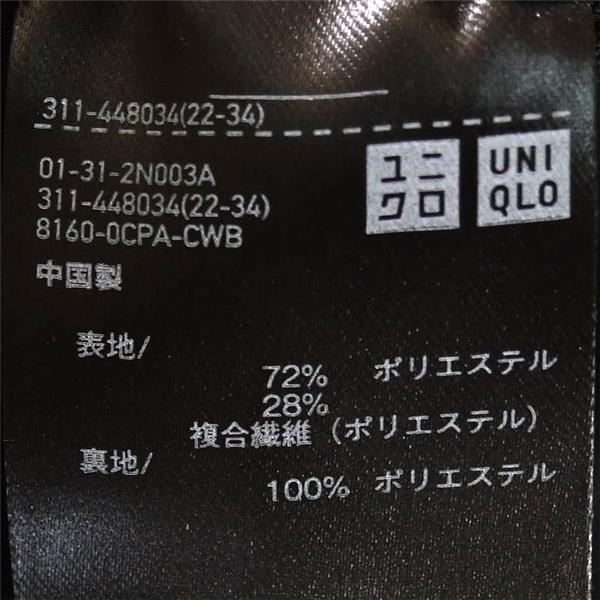 311-448034(22-34)
01-31-2N003A
311-448034(22-34)
8160-0CPA-CWB
中国製
ユニ
クロ
UNI
QLO
表地/
72% ポリエステル
28%
複合繊維(ポリエステル)
裏地/
100% ポリエステル